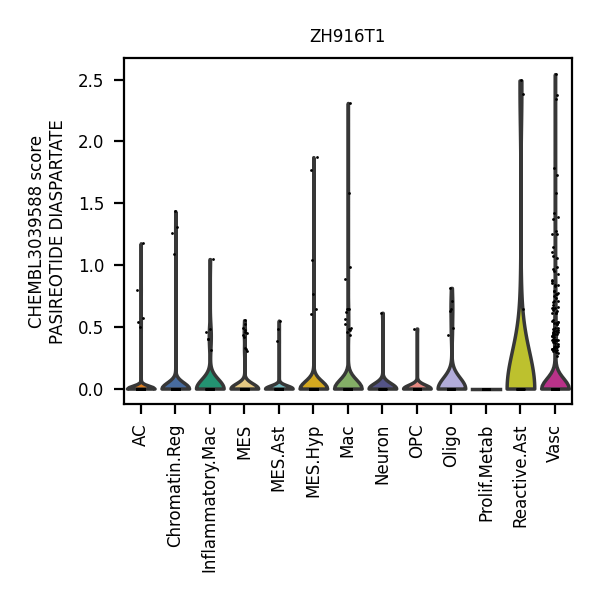 ZH916T1
CHEMBL3039588 score
PASIREOTIDE DIASPARTATE
2.5
2.0
1.5
1.0
0.5
0.0
AC
Chromatin.Reg
Inflammatory.Mac
MES
MES.Ast
MES.Hyp
Mac
Neuron
OPC
Oligo
Prolif.Metab
Reactive.Ast
Vasc